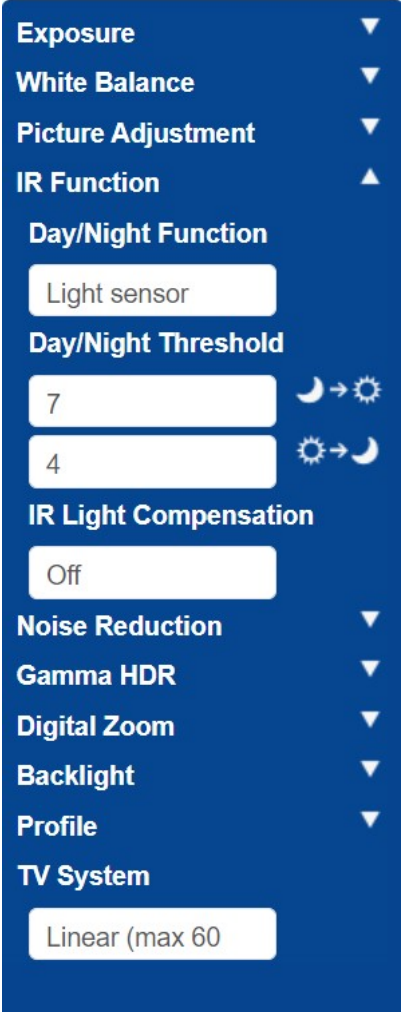 Exposure
White Balance
Picture Adjustment
IR Function
Day/Night Function
Light sensor
Day/Night Threshold
7
4
IR Light Compensation
Off
Noise Reduction
Gamma HDR
Digital Zoom
Backlight
Profile
TV System
Linear (max 60